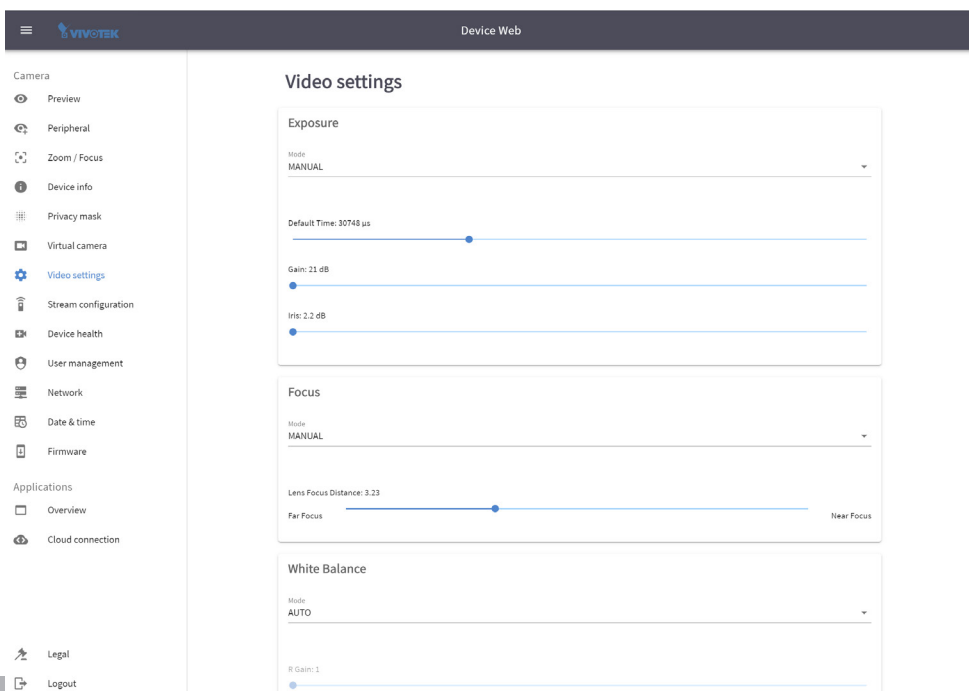 VIVOTEK
Device Web
Camera
Preview
Peripheral
Zoom / Focus
Device info
Privacy mask
Virtual camera
Video settings
Stream configuration
Device health
User management
Network
Date & time
Firmware
Applications
Overview
Cloud connection
Legal
Logout
Video settings
Exposure
Mode
MANUAL
Default Time: 30748 µs
Gain: 21 dB
Iris: 2.2 dB
Focus
Mode
MANUAL
Lens Focus Distance: 3.23
Far Focus
Near Focus
White Balance
Mode
AUTO
R Gain: 1